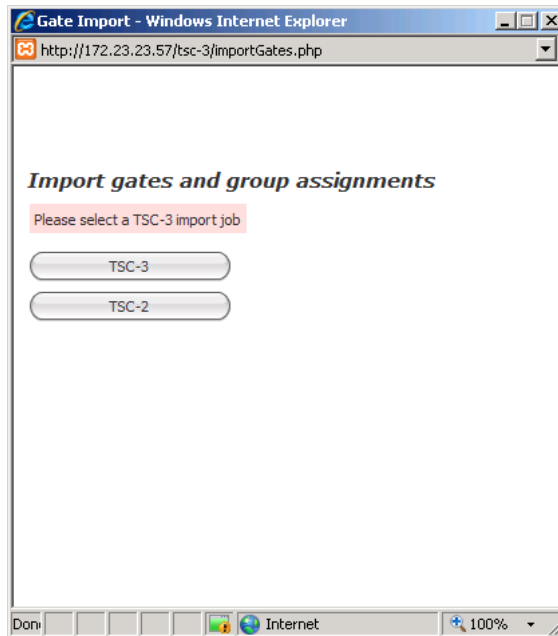 Gate Import - Windows Internet Explorer
http://172.23.23.57/tsc-3/importGates.php
Import gates and group assignments
Please select a TSC-3 import job
TSC-3
TSC-2
Internet
100%